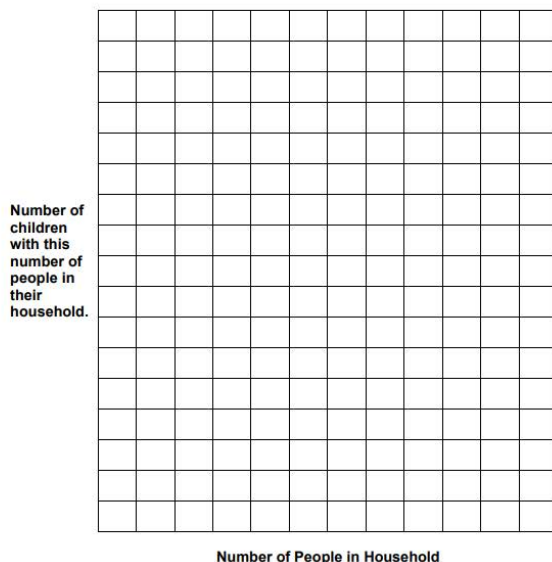 Number of
children
with this
number of
people in
their
household.
Number of People in Household